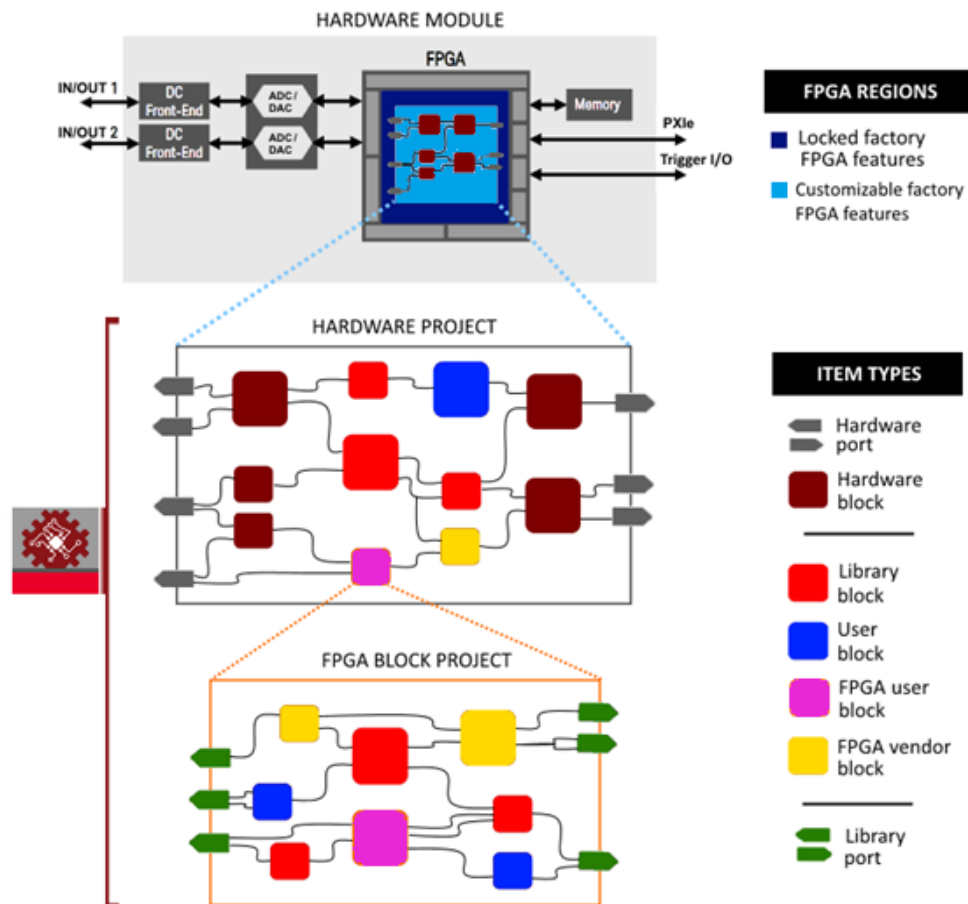 HARDWARE MODULE
FPGA
IN/OUT 1
DC
Front-End
ADC /
DAC
Memory
IN/OUT 2
DC
Front-End
ADC /
DAC
PXIe
Trigger I/O
FPGA REGIONS
Locked factory
FPGA features
Customizable factory
FPGA features
HARDWARE PROJECT
ITEM TYPES
Hardware
port
Hardware
block
Library
block
User
block
FPGA user
block
FPGA vendor
block
Library
port
FPGA BLOCK PROJECT